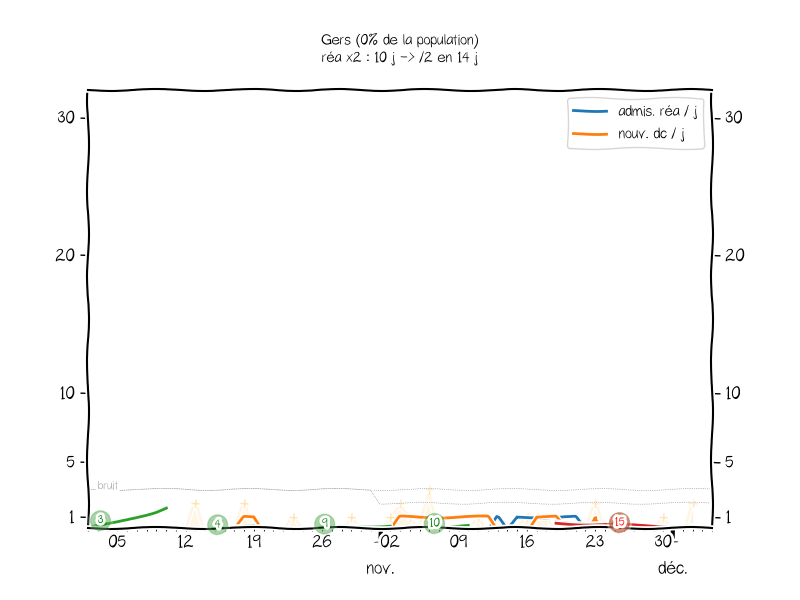 Gers (0% de la population)
réa x2 : 10 j -> /2 en 14 j
admis. réa / j
nouv. dc / j
30 30
20 20
10 10
5 5
bruit
1 1
3 4 9 10 15
05 12 19 26 02 09 16 23 30
nov. déc.